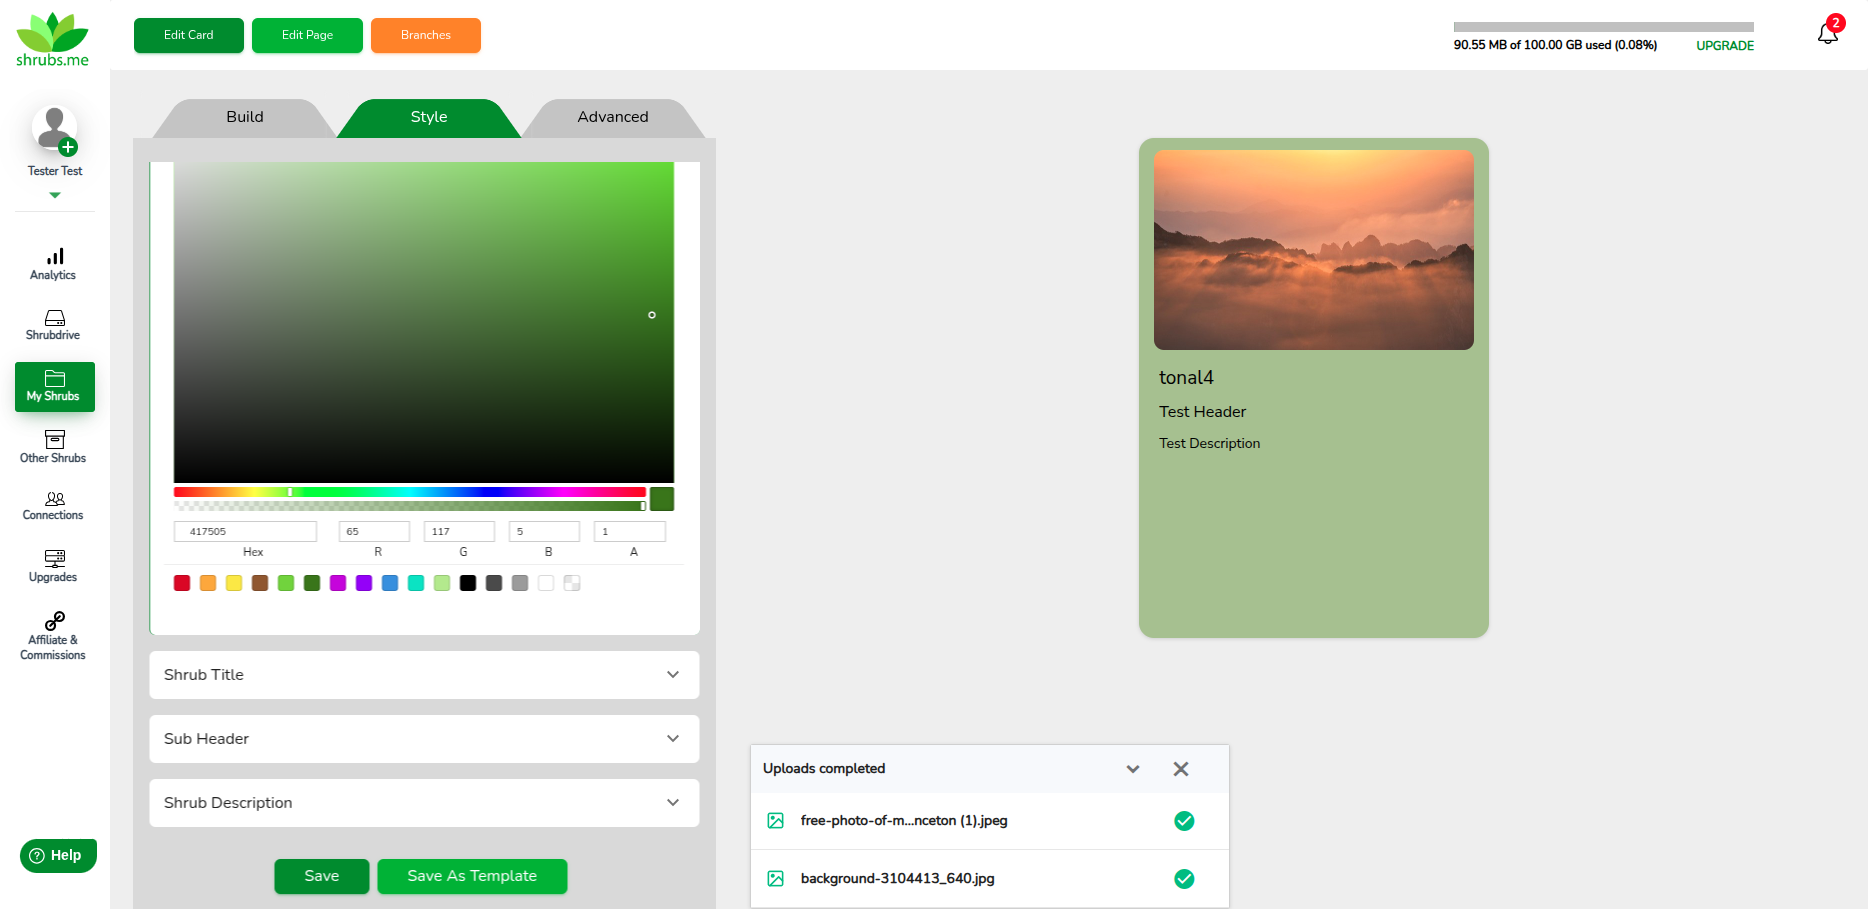 shrubs.me
Edit Card
Edit Page
Branches
90.55 MB of 100.00 GB used (0.08%)
UPGRADE
2
Tester Test
Analytics
Shrubdrive
My Shrubs
Other Shrubs
Connections
Upgrades
Affiliate &
Commissions
? Help
Build
Style
Advanced
417505
65
117
5
1
Hex
R
G
B
A
Shrub Title
Sub Header
Shrub Description
Save
Save As Template
tonal4
Test Header
Test Description
Uploads completed
free-photo-of-m...nceton (1).jpeg
background-3104413_640.jpg